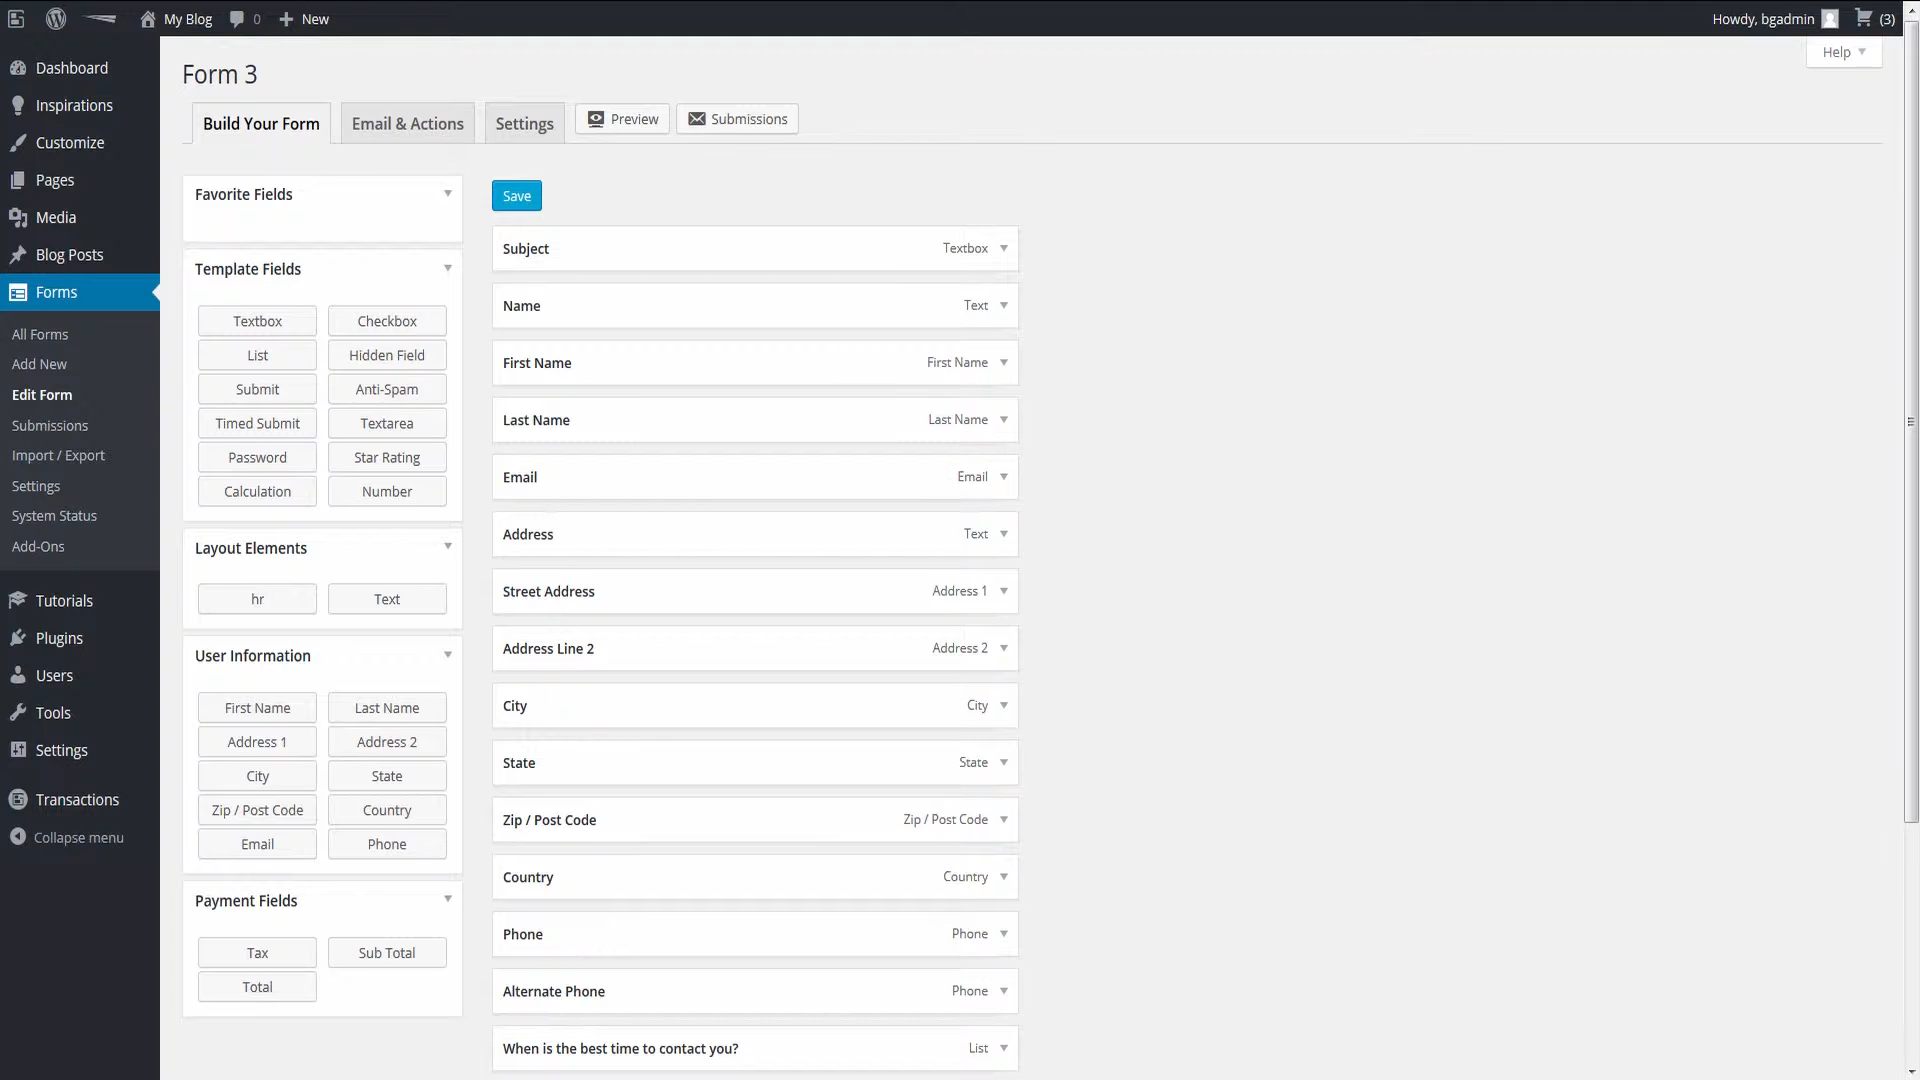 My Blog 0 New Howdy, bgadmin (3)
Help
Dashboard
Inspirations
Customize
Pages
Media
Blog Posts
Forms
All Forms
Add New
Edit Form
Submissions
Import / Export
Settings
System Status
Add-Ons
Tutorials
Plugins
Users
Tools
Settings
Transactions
Collapse menu
Form 3
Build Your Form Email & Actions Settings Preview Submissions
Favorite Fields
Template Fields
Textbox Checkbox
List Hidden Field
Submit Anti-Spam
Timed Submit Textarea
Password Star Rating
Calculation Number
Layout Elements
hr Text
User Information
First Name Last Name
Address 1 Address 2
City State
Zip / Post Code Country
Email Phone
Payment Fields
Tax Sub Total
Total
Save
Subject Textbox
Name Text
First Name First Name
Last Name Last Name
Email Email
Address Text
Street Address Address 1
Address Line 2 Address 2
City City
State State
Zip / Post Code Zip / Post Code
Country Country
Phone Phone
Alternate Phone Phone
When is the best time to contact you? List